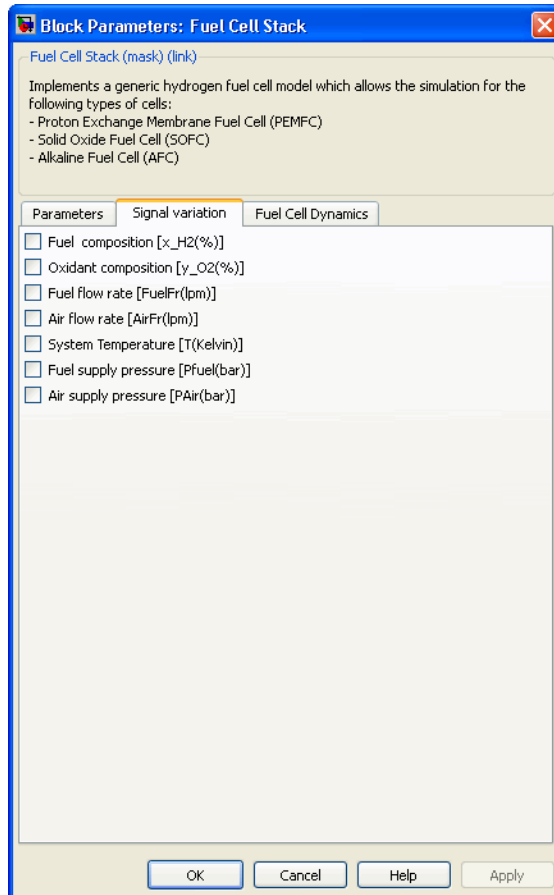 Block Parameters: Fuel Cell Stack
Fuel Cell Stack (mask) (link)
Implements a generic hydrogen fuel cell model which allows the simulation for the
following types of cells:
- Proton Exchange Membrane Fuel Cell (PEMFC)
- Solid Oxide Fuel Cell (SOFC)
- Alkaline Fuel Cell (AFC)
Parameters Signal variation Fuel Cell Dynamics
Fuel composition [x_H2(%)]
Oxidant composition [y_O2(%)]
Fuel flow rate [FuelFr(lpm)]
Air flow rate [AirFr(lpm)]
System Temperature [T(Kelvin)]
Fuel supply pressure [Pfuel(bar)]
Air supply pressure [PAir(bar)]
OK Cancel Help Apply